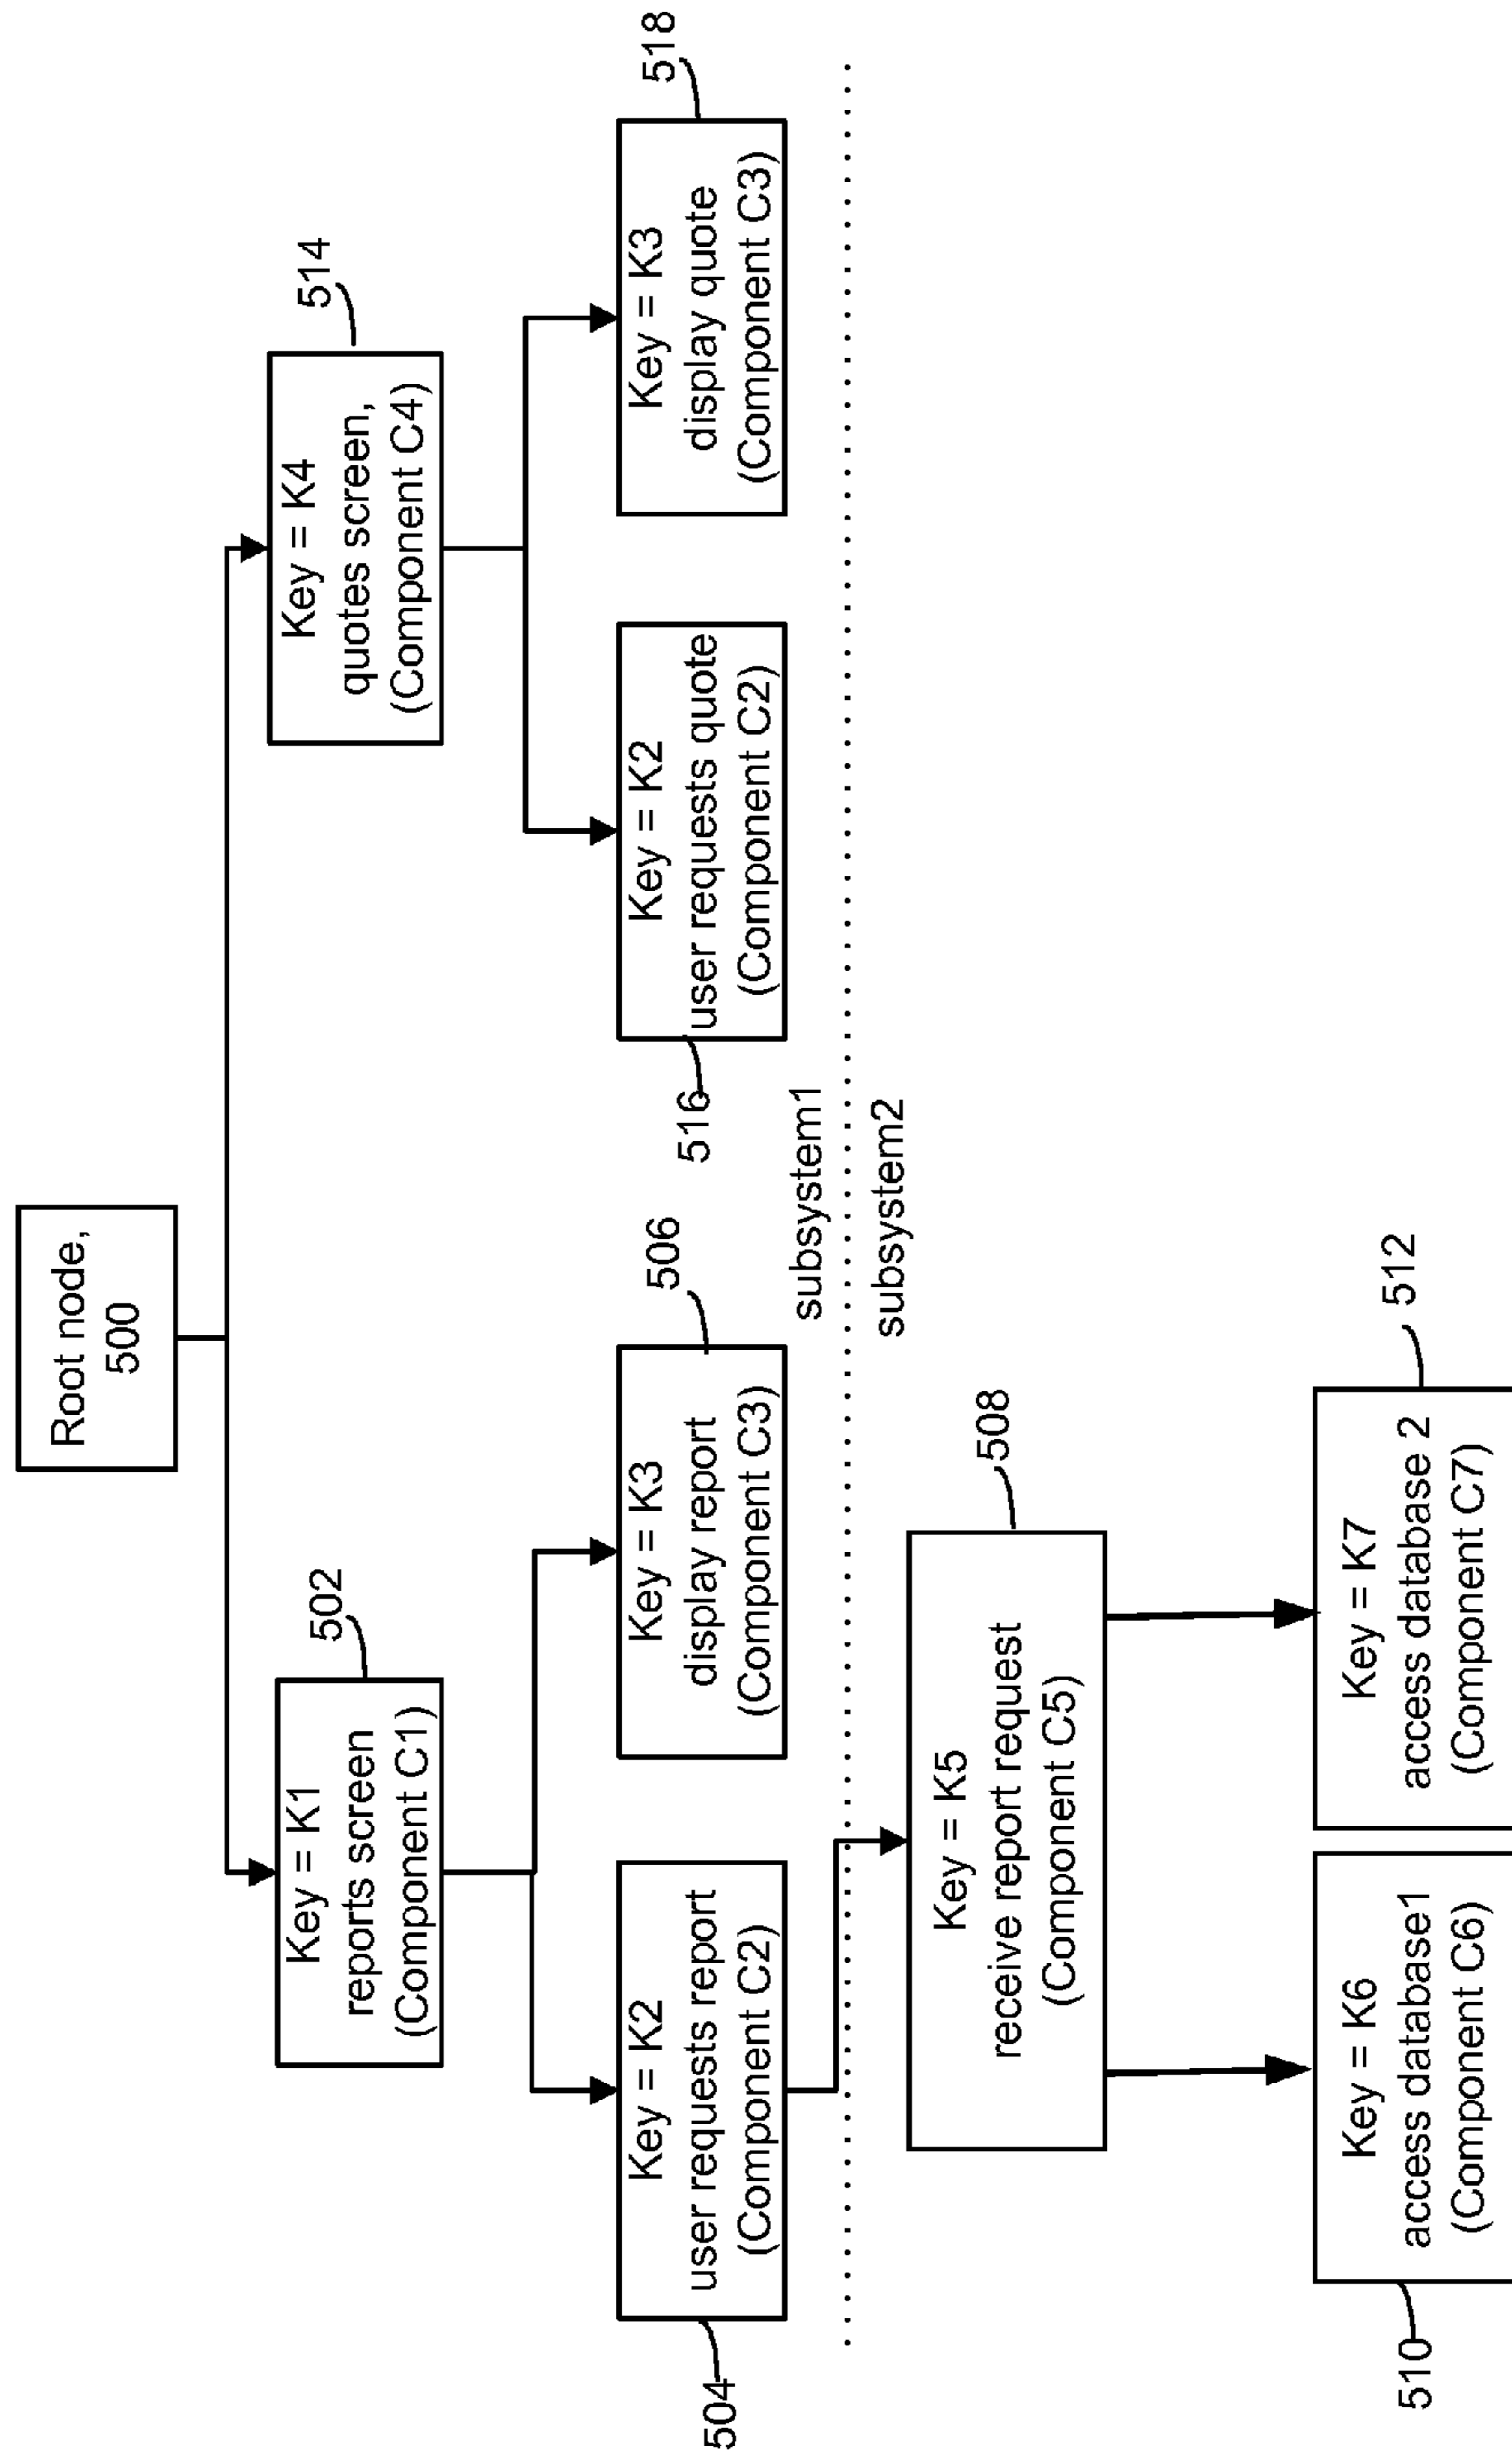 Root node,
500
502
Key = K1
reports screen
(Component C1)
514
Key = K4
quotes screen,
(Component C4)
504
Key = K2
user requests report
(Component C2)
506
Key = K3
display report
(Component C3)
516
Key = K2
user requests quote
(Component C2)
518
Key = K3
display quote
(Component C3)
subsystem1
subsystem2
508
Key = K5
receive report request
(Component C5)
510
Key = K6
access database1
(Component C6)
512
Key = K7
access database 2
(Component C7)